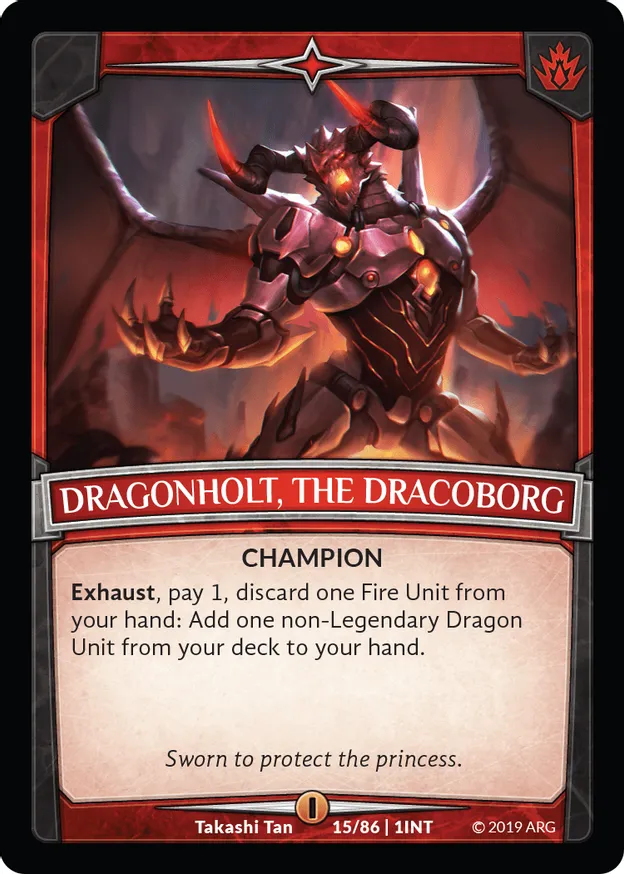 DRAGONHOLT, THE DRACOBORG
CHAMPION
Exhaust, pay 1, discard one Fire Unit from
your hand: Add one non-Legendary Dragon
Unit from your deck to your hand.
Sworn to protect the princess.
I
Takashi Tan 15/86 | 1INT © 2019 ARG